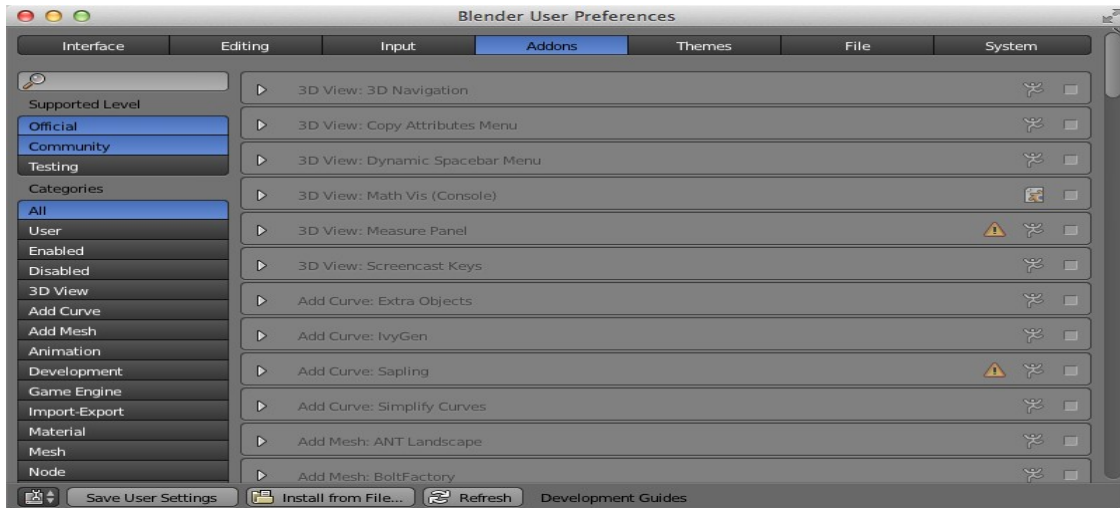 Blender User Preferences
Interface Editing Input Addons Themes File System
Supported Level
Official
Community
Testing
Categories
All
User
Enabled
Disabled
3D View
Add Curve
Add Mesh
Animation
Development
Game Engine
Import-Export
Material
Mesh
Node
3D View: 3D Navigation
3D View: Copy Attributes Menu
3D View: Dynamic Spacebar Menu
3D View: Math Vis (Console)
3D View: Measure Panel
3D View: Screencast Keys
Add Curve: Extra Objects
Add Curve: IvyGen
Add Curve: Sapling
Add Curve: Simplify Curves
Add Mesh: ANT Landscape
Add Mesh: BoltFactory
Save User Settings Install from File... Refresh Development Guides